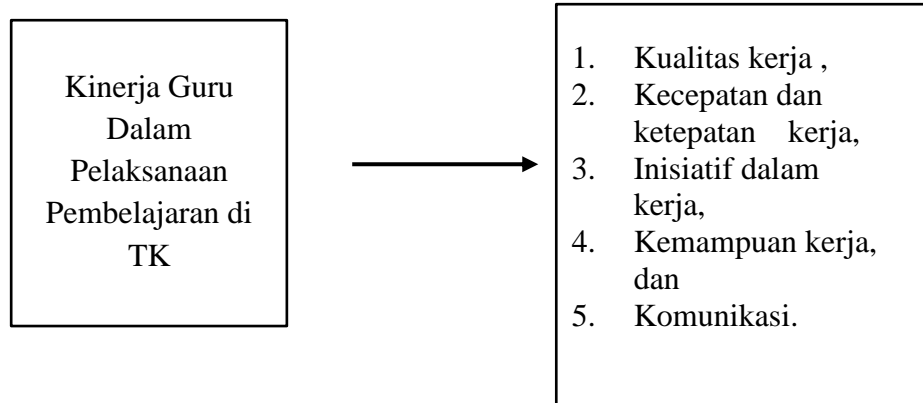 Kinerja Guru
Dalam
Pelaksanaan
Pembelajaran di
TK
1. Kualitas kerja ,
2. Kecepatan dan
ketepatan kerja,
3. Inisiatif dalam
kerja,
4. Kemampuan kerja,
dan
5. Komunikasi.